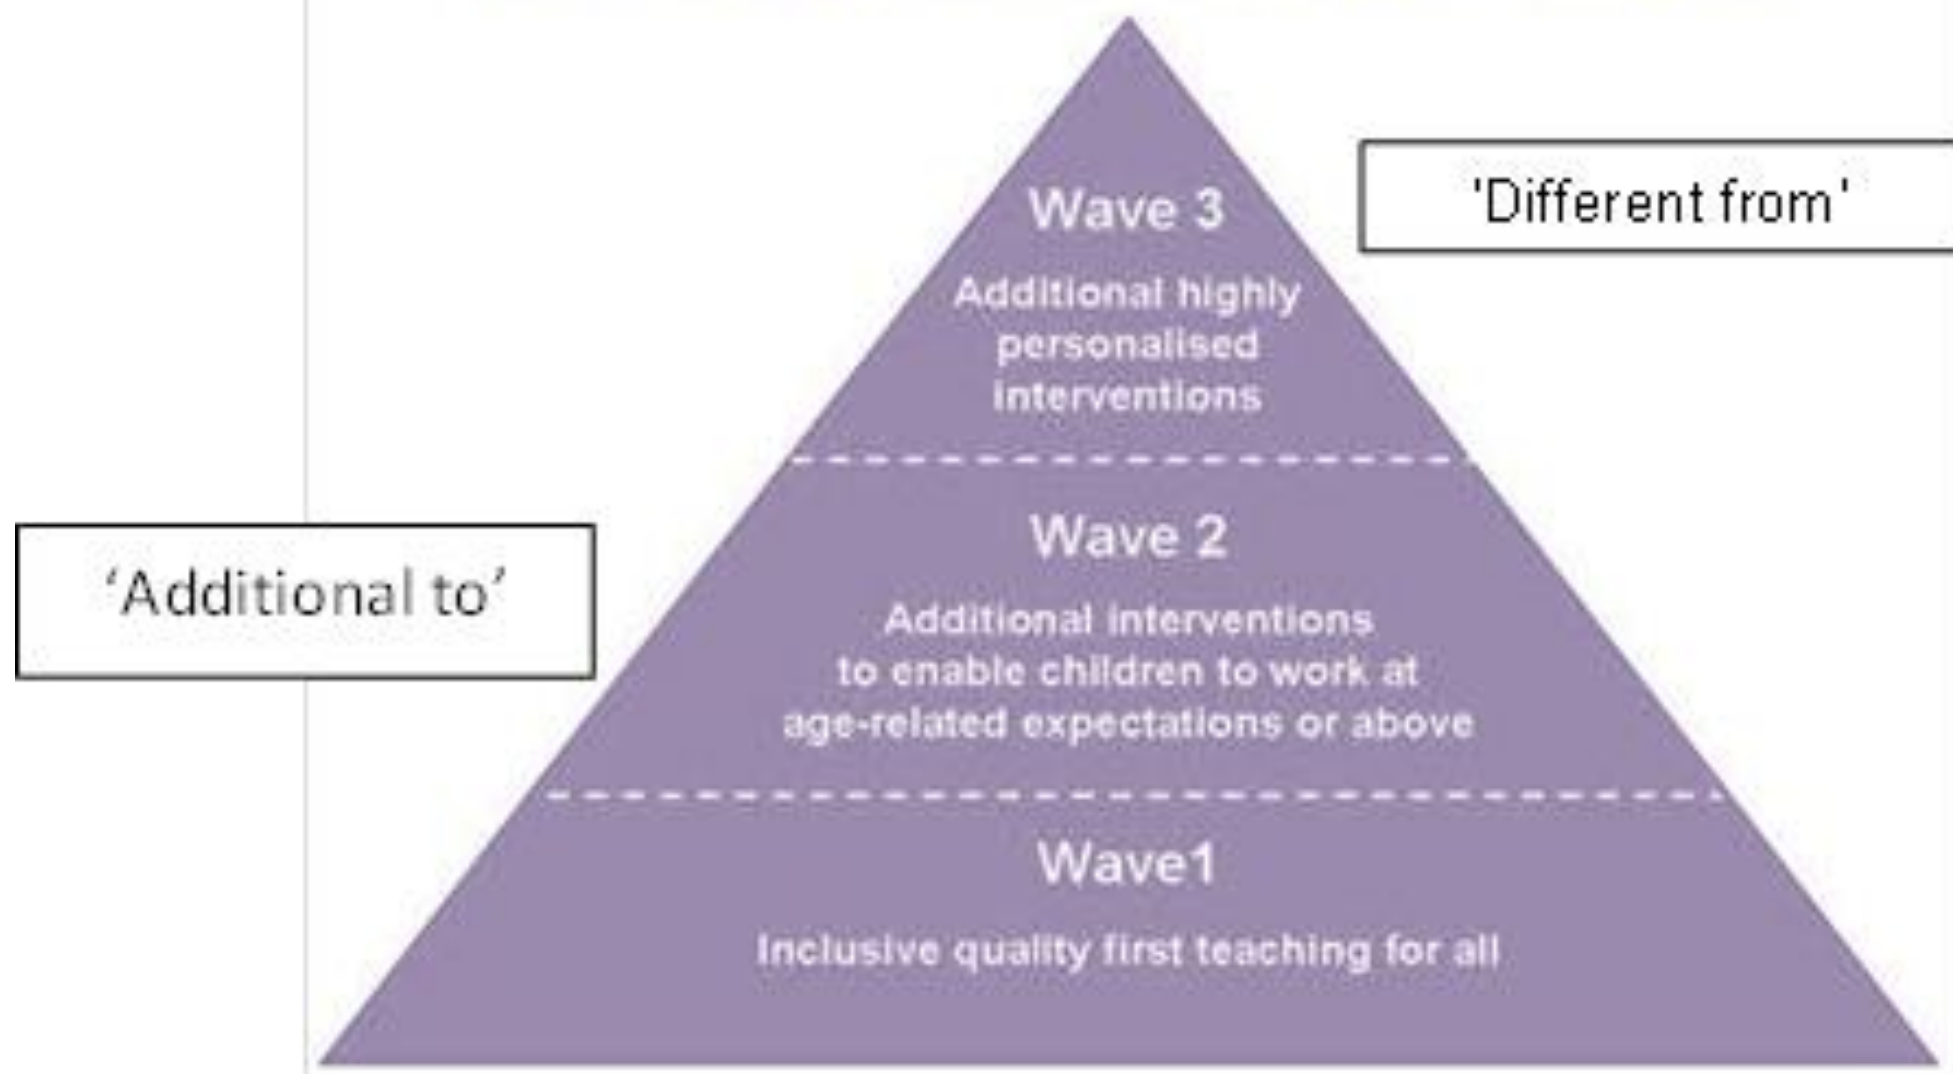 Wave 3
'Different from'
Additional highly
personalised
interventions
Wave 2
‘Additional to’
Additional interventions
to enable children to work at
age-related expectations or above
Wave1
Inclusive quality first teaching for all